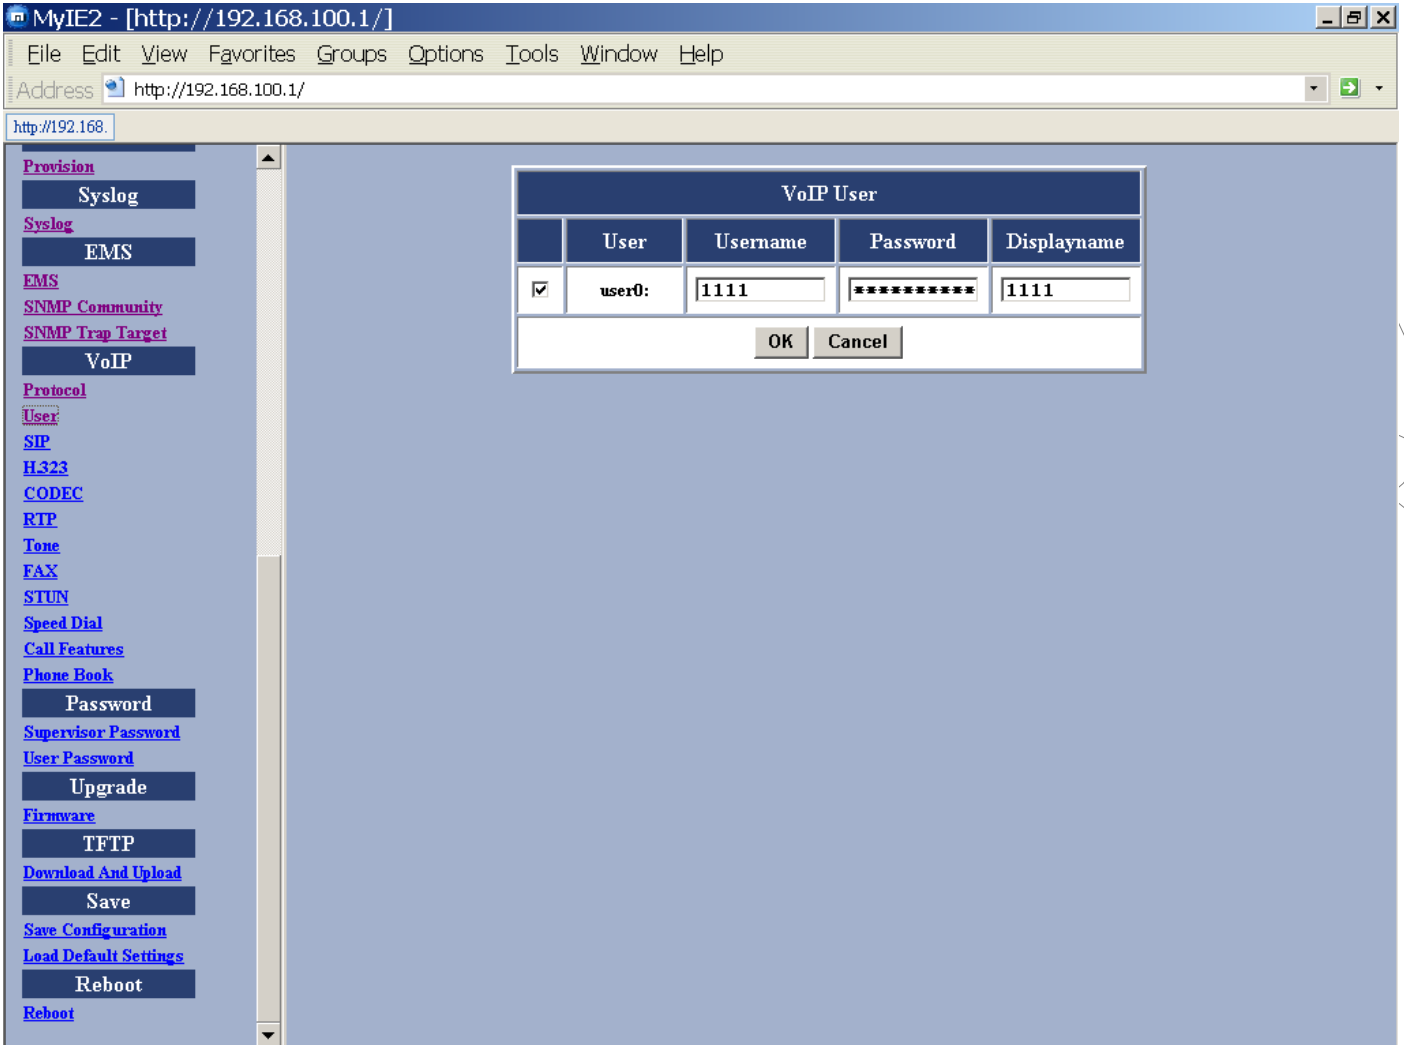 MyIE2 - [http://192.168.100.1/]
File Edit View Favorites Groups Options Tools Window Help
Address http://192.168.100.1/
http://192.168.
Provision
Syslog
Syslog
EMS
EMS
SNMP Community
SNMP Trap Target
VoIP
Protocol
User
SIP
H.323
CODEC
RTP
Tone
FAX
STUN
Speed Dial
Call Features
Phone Book
Password
Supervisor Password
User Password
Upgrade
Firmware
TFTP
Download And Upload
Save
Save Configuration
Load Default Settings
Reboot
Reboot
VoIP User
User Username Password Displayname
user0: 1111 ********** 1111
OK Cancel